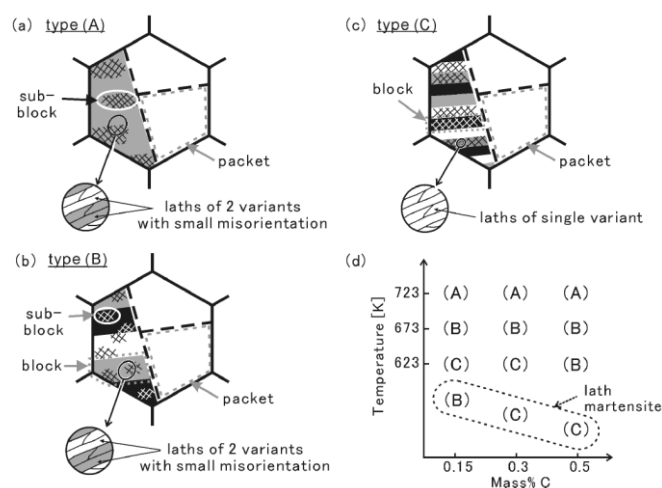 (a) type (A)
sub-
block
packet
laths of 2 variants
with small misorientation
(b) type (B)
sub-
block
block
packet
laths of 2 variants
with small misorientation
(c) type (C)
block
packet
laths of single variant
(d)
Temperature [K]
723 (A) (A) (A)
673 (B) (B) (B)
623 (C) (C) (B)
(B) (C) (C)
lath
martensite
0.15 0.3 0.5
Mass% C